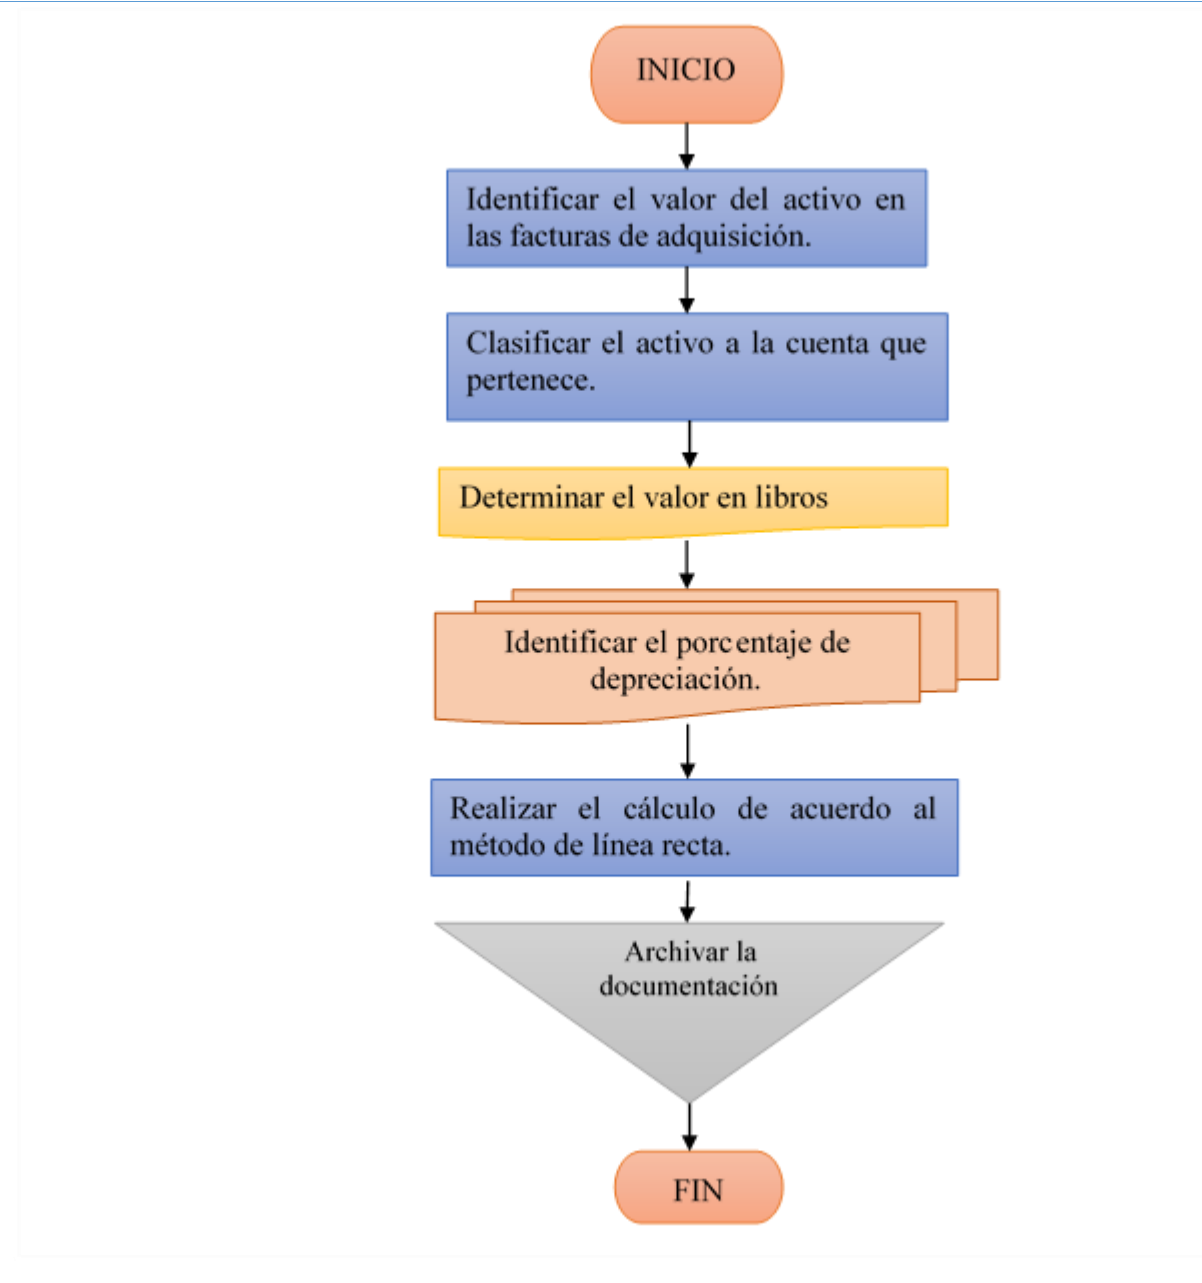 INICIO
Identificar el valor del activo en
las facturas de adquisición.
Clasificar el activo a la cuenta que
pertenece.
Determinar el valor en libros
Identificar el porcentaje de
depreciación.
Realizar el cálculo de acuerdo al
método de línea recta.
Archivar la
documentación
FIN